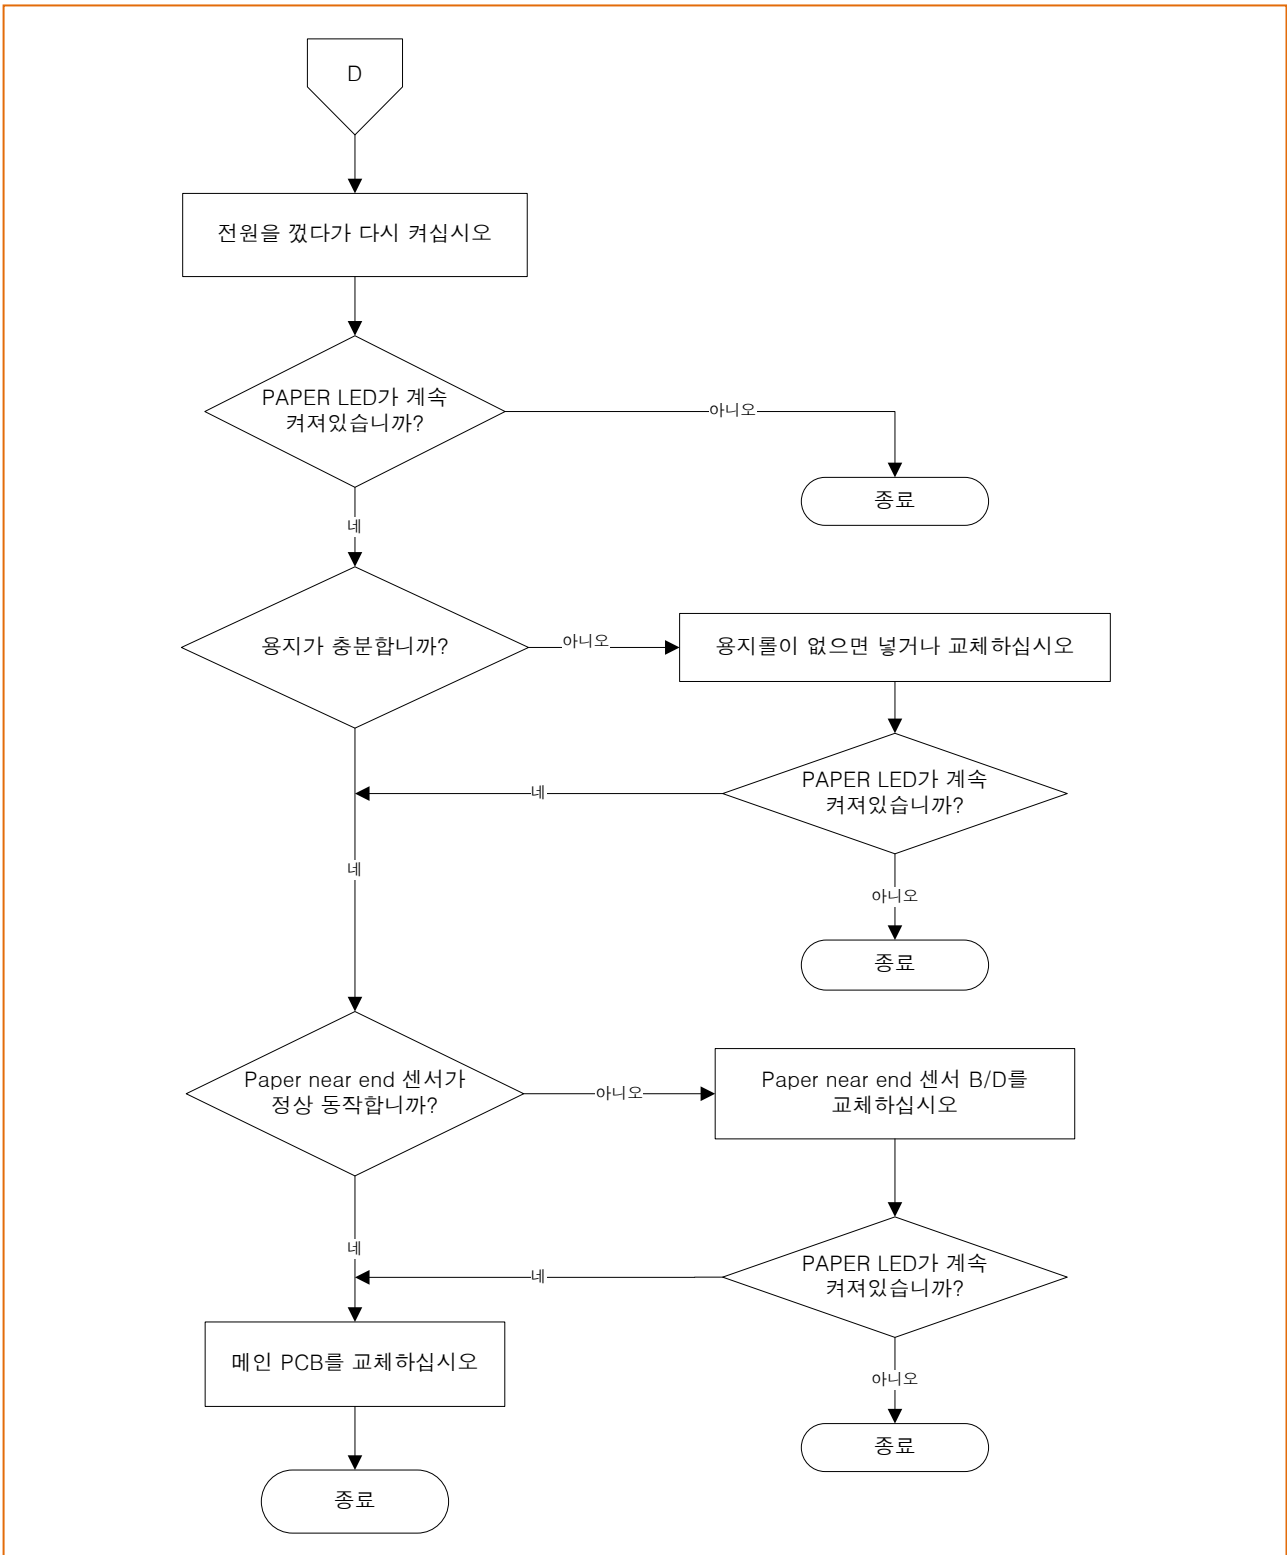 D
전원을 껐다가 다시 켜십시오
PAPER LED가 계속
켜져있습니까?
아니오
종료
네
용지가 충분합니까?
아니오
용지롤이 없으면 넣거나 교체하십시오
PAPER LED가 계속
켜져있습니까?
네
네
아니오
종료
Paper near end 센서가
정상 동작합니까?
아니오
Paper near end 센서 B/D를
교체하십시오
네
PAPER LED가 계속
켜져있습니까?
네
메인 PCB를 교체하십시오
아니오
종료
종료